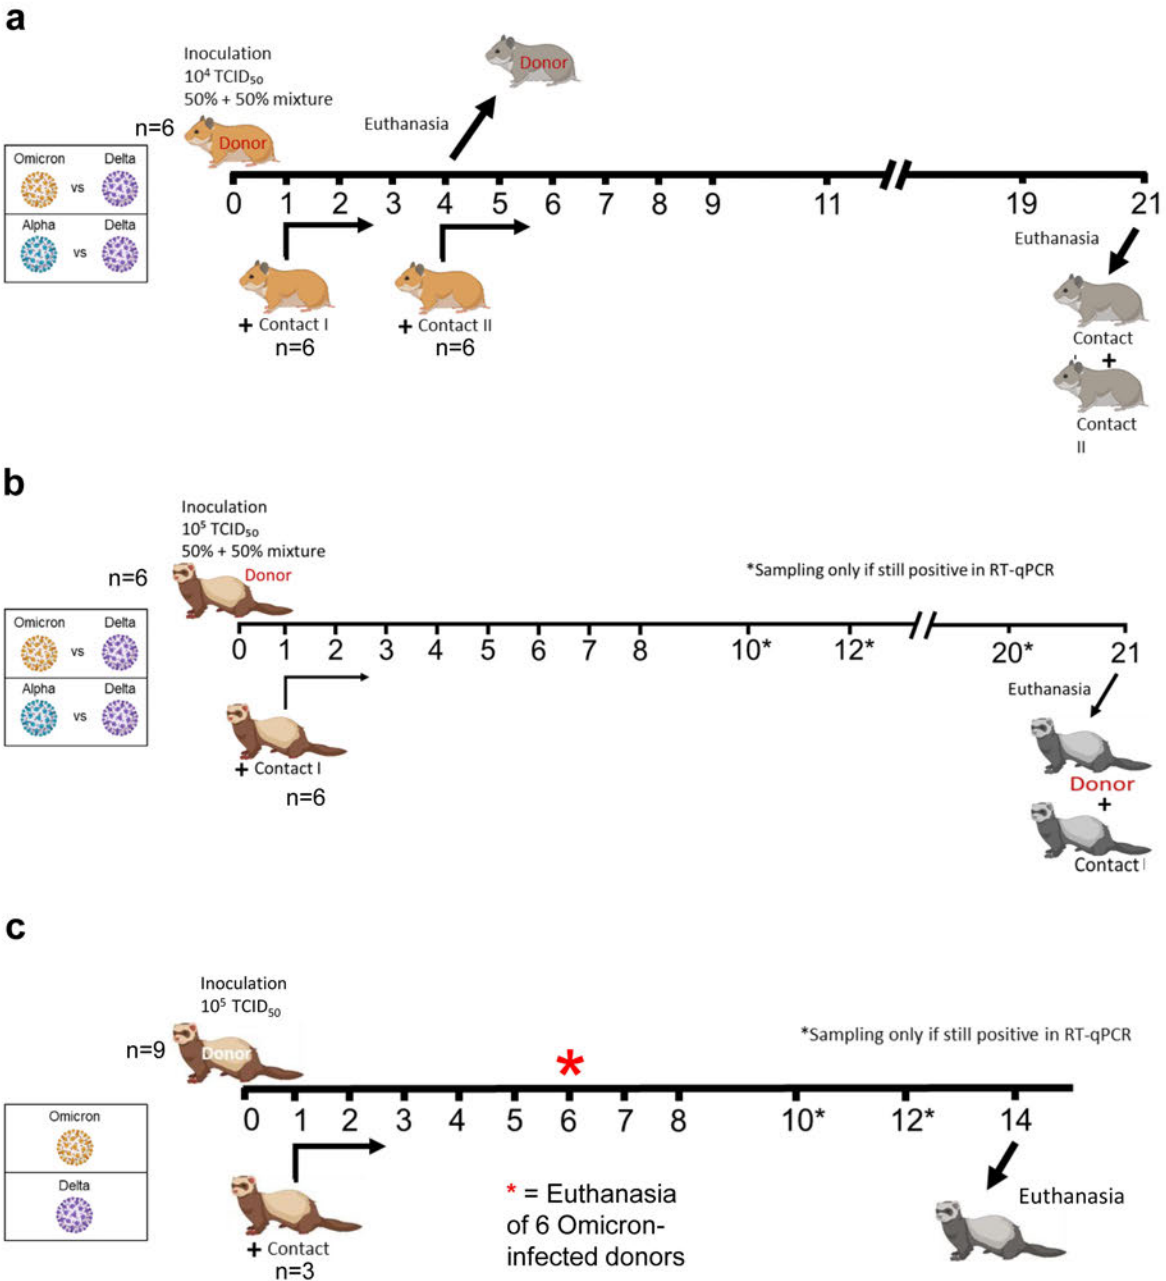 a
Inoculation
10⁴ TCID₅₀
50% + 50% mixture
n=6
Donor
Euthanasia
Donor
Omicron
vs
Delta
Alpha
vs
Delta
0 1 2 3 4 5 6 7 8 9 11 19 21
+ Contact I
n=6
+ Contact II
n=6
Euthanasia
Contact
+
Contact
II
b
Inoculation
10⁵ TCID₅₀
50% + 50% mixture
n=6
Donor
*Sampling only if still positive in RT-qPCR
Omicron
vs
Delta
Alpha
vs
Delta
0 1 2 3 4 5 6 7 8 10* 12* 20* 21
+ Contact I
n=6
Euthanasia
Donor
+
Contact I
c
Inoculation
10⁵ TCID₅₀
n=9
Donor
*
*Sampling only if still positive in RT-qPCR
Omicron
Delta
0 1 2 3 4 5 6 7 8 10* 12* 14
+ Contact
n=3
* = Euthanasia
of 6 Omicron-
infected donors
Euthanasia